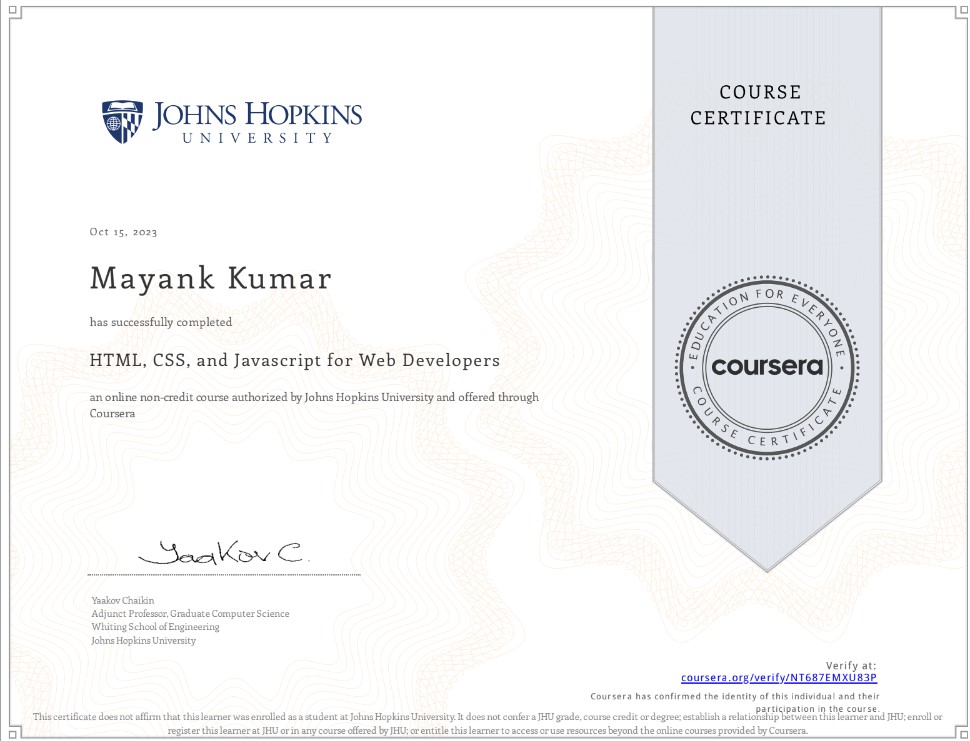 JOHNS HOPKINS
UNIVERSITY
COURSE
CERTIFICATE
Oct 15, 2023
Mayank Kumar
has successfully completed
HTML, CSS, and Javascript for Web Developers
an online non-credit course authorized by Johns Hopkins University and offered through
Coursera
EDUCATION FOR EVERYONE
coursera
COURSE CERTIFICATE
Yaakov C.
Yaakov Chaikin
Adjunct Professor, Graduate Computer Science
Whiting School of Engineering
Johns Hopkins University
Verify at:
coursera.org/verify/NT687EMXU83P
Coursera has confirmed the identity of this individual and their
participation in the course.
This certificate does not affirm that this learner was enrolled as a student at Johns Hopkins University. It does not confer a JHU grade, course credit or degree; establish a relationship between this learner and JHU; enroll or
register this learner at JHU or in any course offered by JHU; or entitle this learner to access or use resources beyond the online courses provided by Coursera.